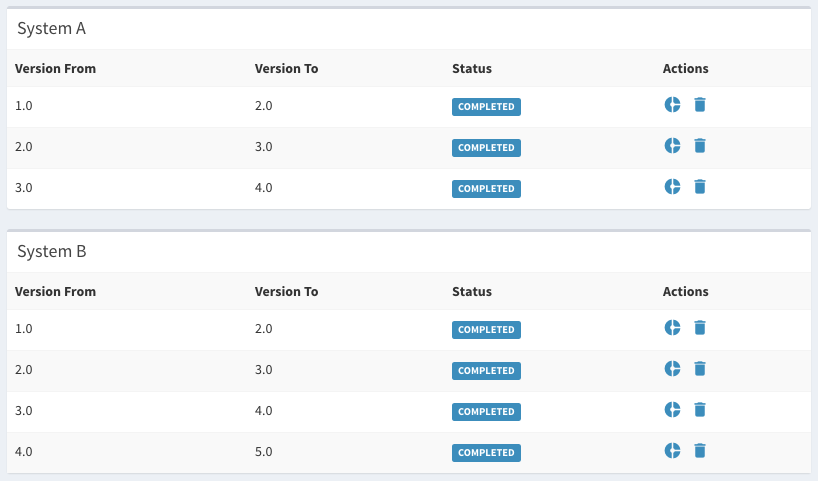 System A
Version From Version To Status Actions
1.0 2.0 COMPLETED
2.0 3.0 COMPLETED
3.0 4.0 COMPLETED
System B
Version From Version To Status Actions
1.0 2.0 COMPLETED
2.0 3.0 COMPLETED
3.0 4.0 COMPLETED
4.0 5.0 COMPLETED